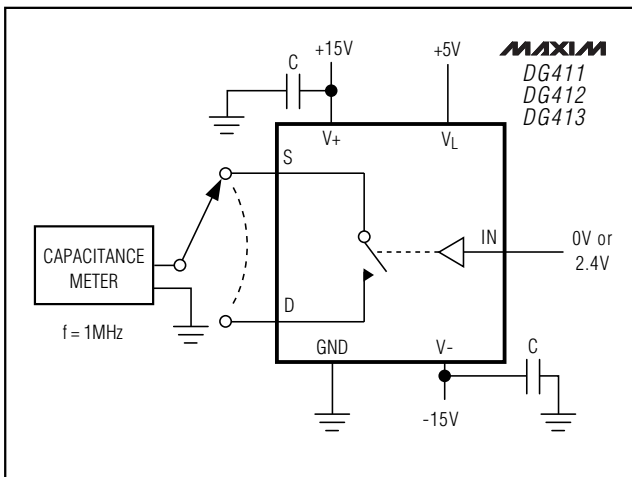 +15V
+5V
MAXIM
DG411
DG412
DG413
C
V+
VL
S
IN
0V or
2.4V
CAPACITANCE
METER
f = 1MHz
D
GND
V-
C
-15V